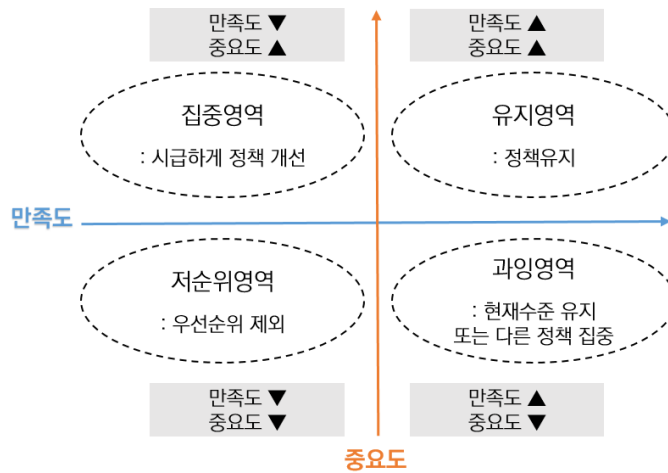 만족도 ▼
중요도 ▲
만족도 ▲
중요도 ▲
집중영역
: 시급하게 정책 개선
유지영역
: 정책유지
만족도
저순위영역
: 우선순위 제외
과잉영역
: 현재수준 유지
또는 다른 정책 집중
만족도 ▼
중요도 ▼
만족도 ▲
중요도 ▼
중요도